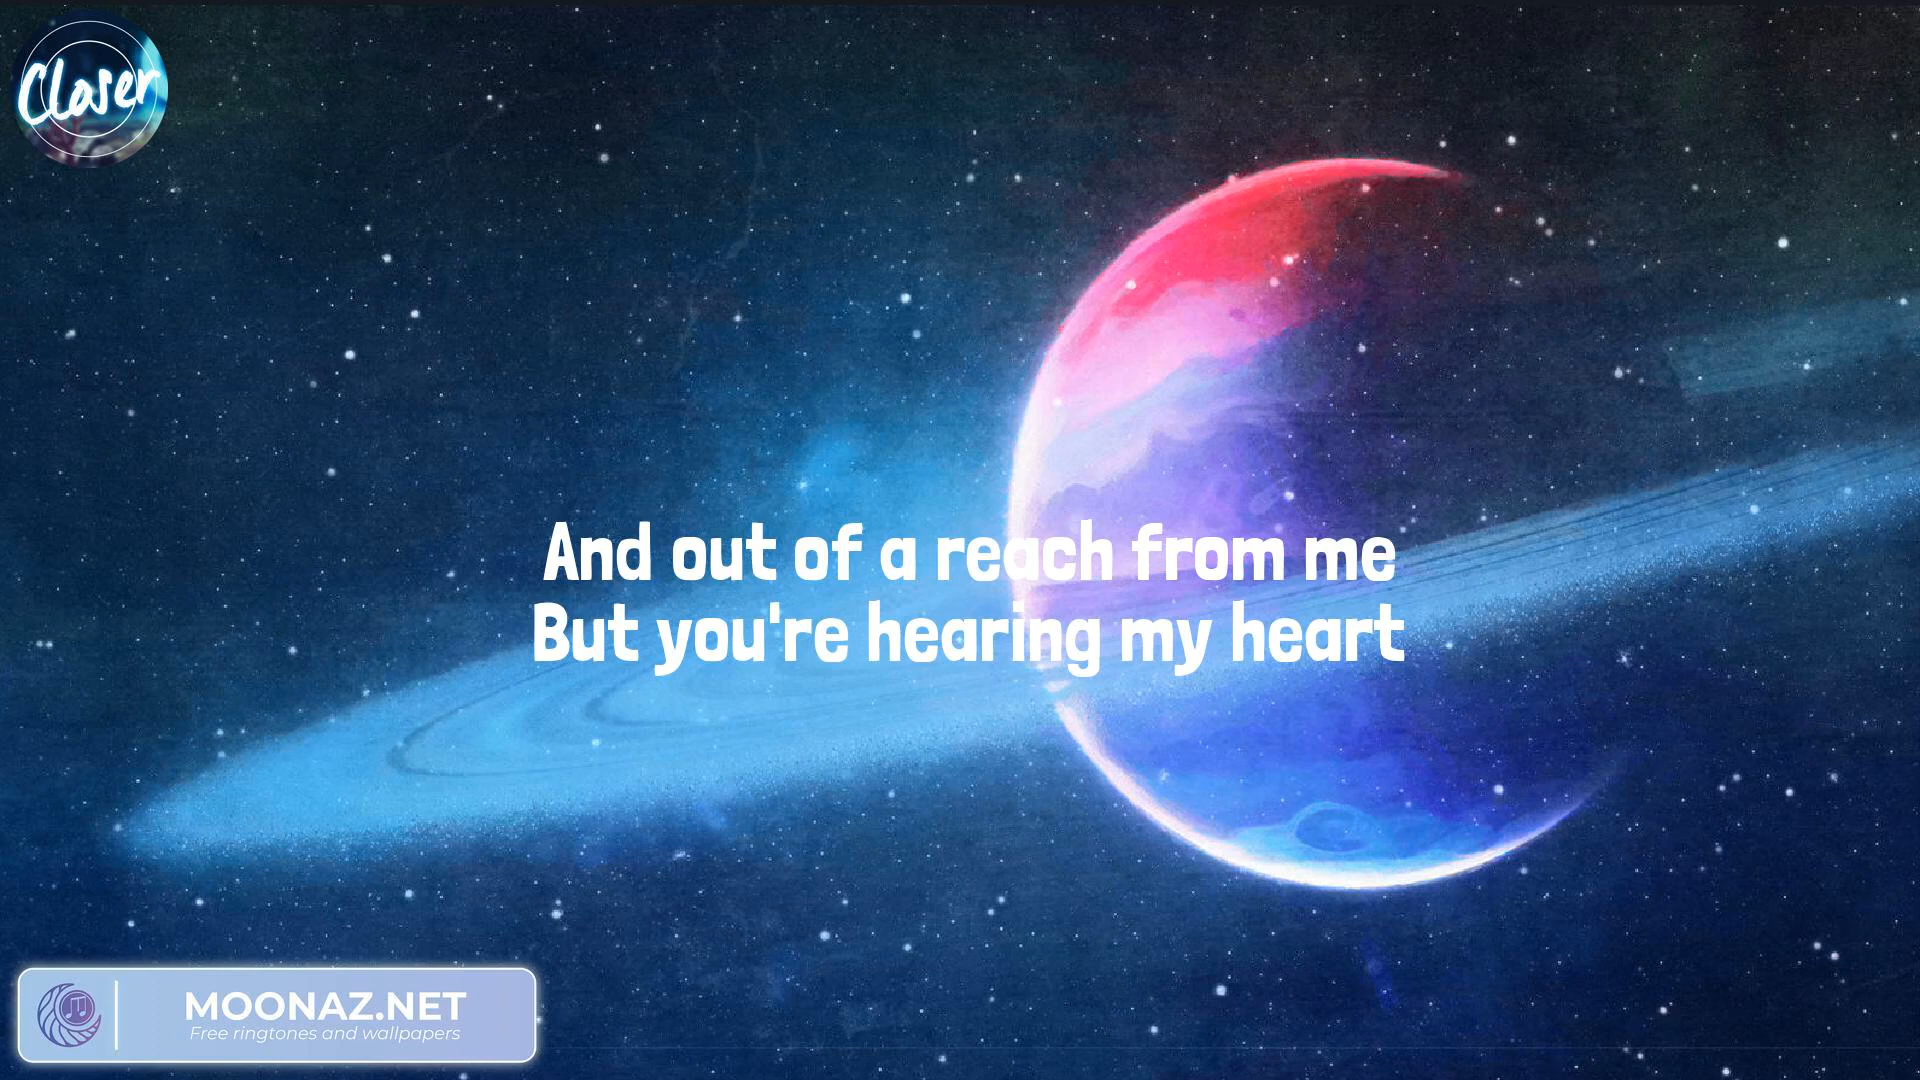 Closer
And out of a reach from me
But you're hearing my heart
MOONAZ.NET
Free ringtones and wallpapers